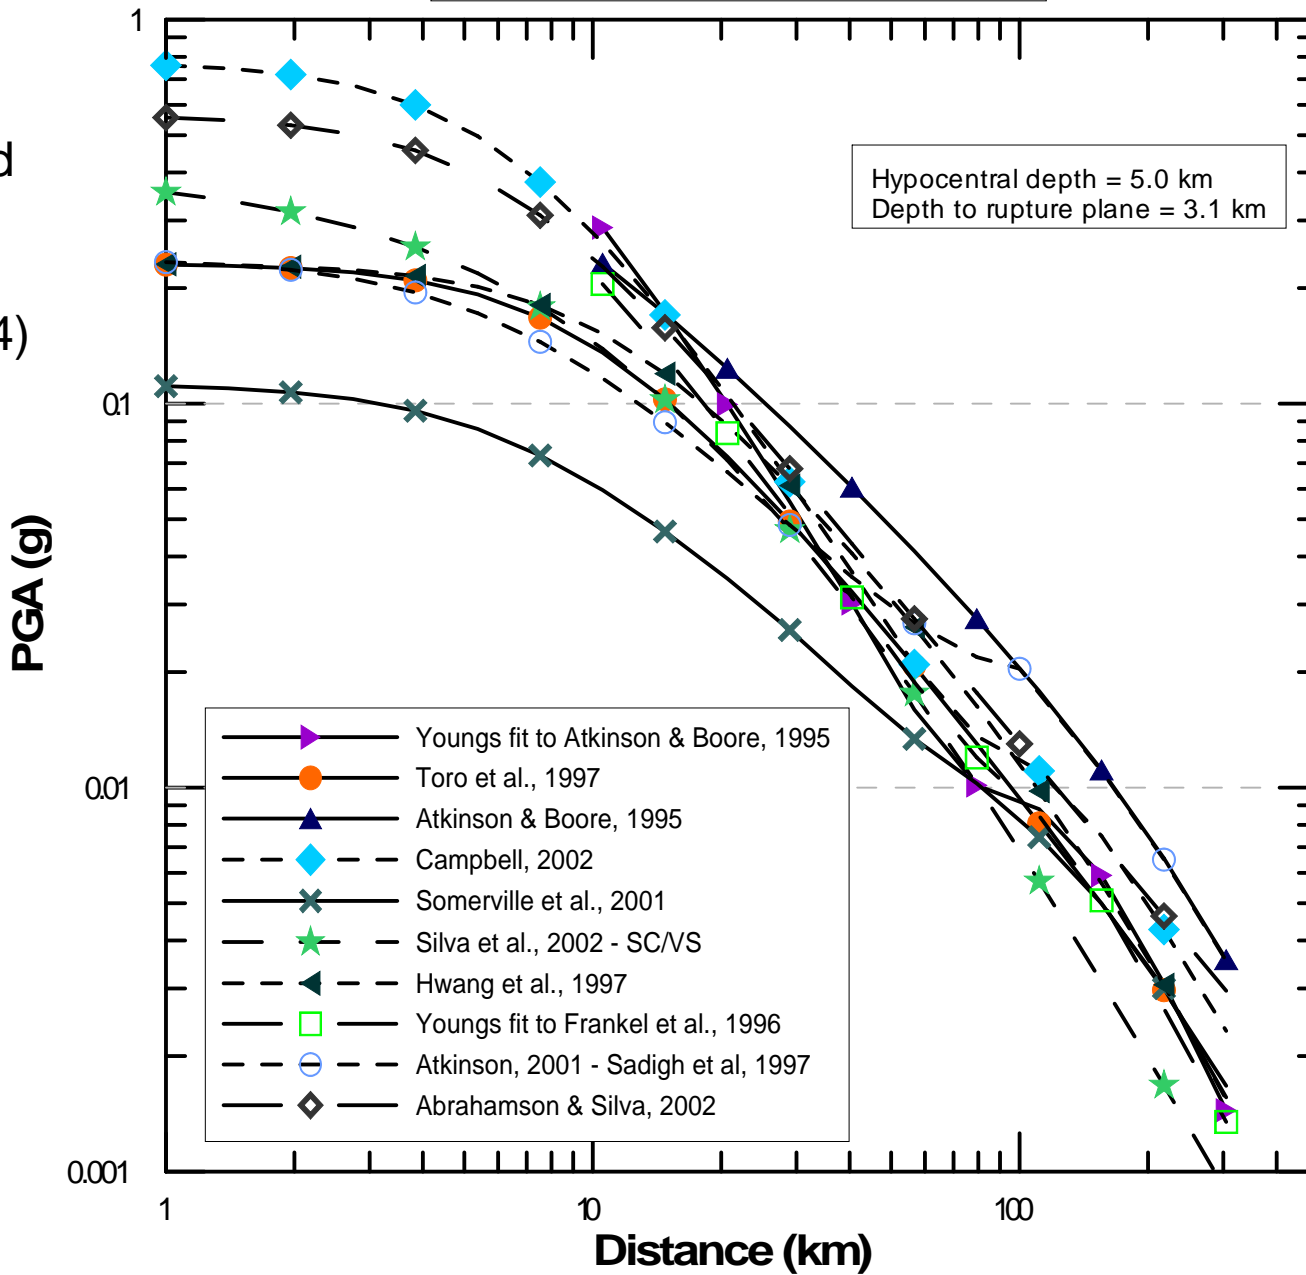 1
d
Hypocentral depth = 5.0 km
Depth to rupture plane = 3.1 km
4)
0.1
PGA (g)
Youngs fit to Atkinson & Boore, 1995
Toro et al., 1997
0.01
Atkinson & Boore, 1995
Campbell, 2002
Somerville et al., 2001
Silva et al., 2002 - SC/VS
Hwang et al., 1997
Youngs fit to Frankel et al., 1996
Atkinson, 2001 - Sadigh et al, 1997
Abrahamson & Silva, 2002
0.001
1 10 100
Distance (km)